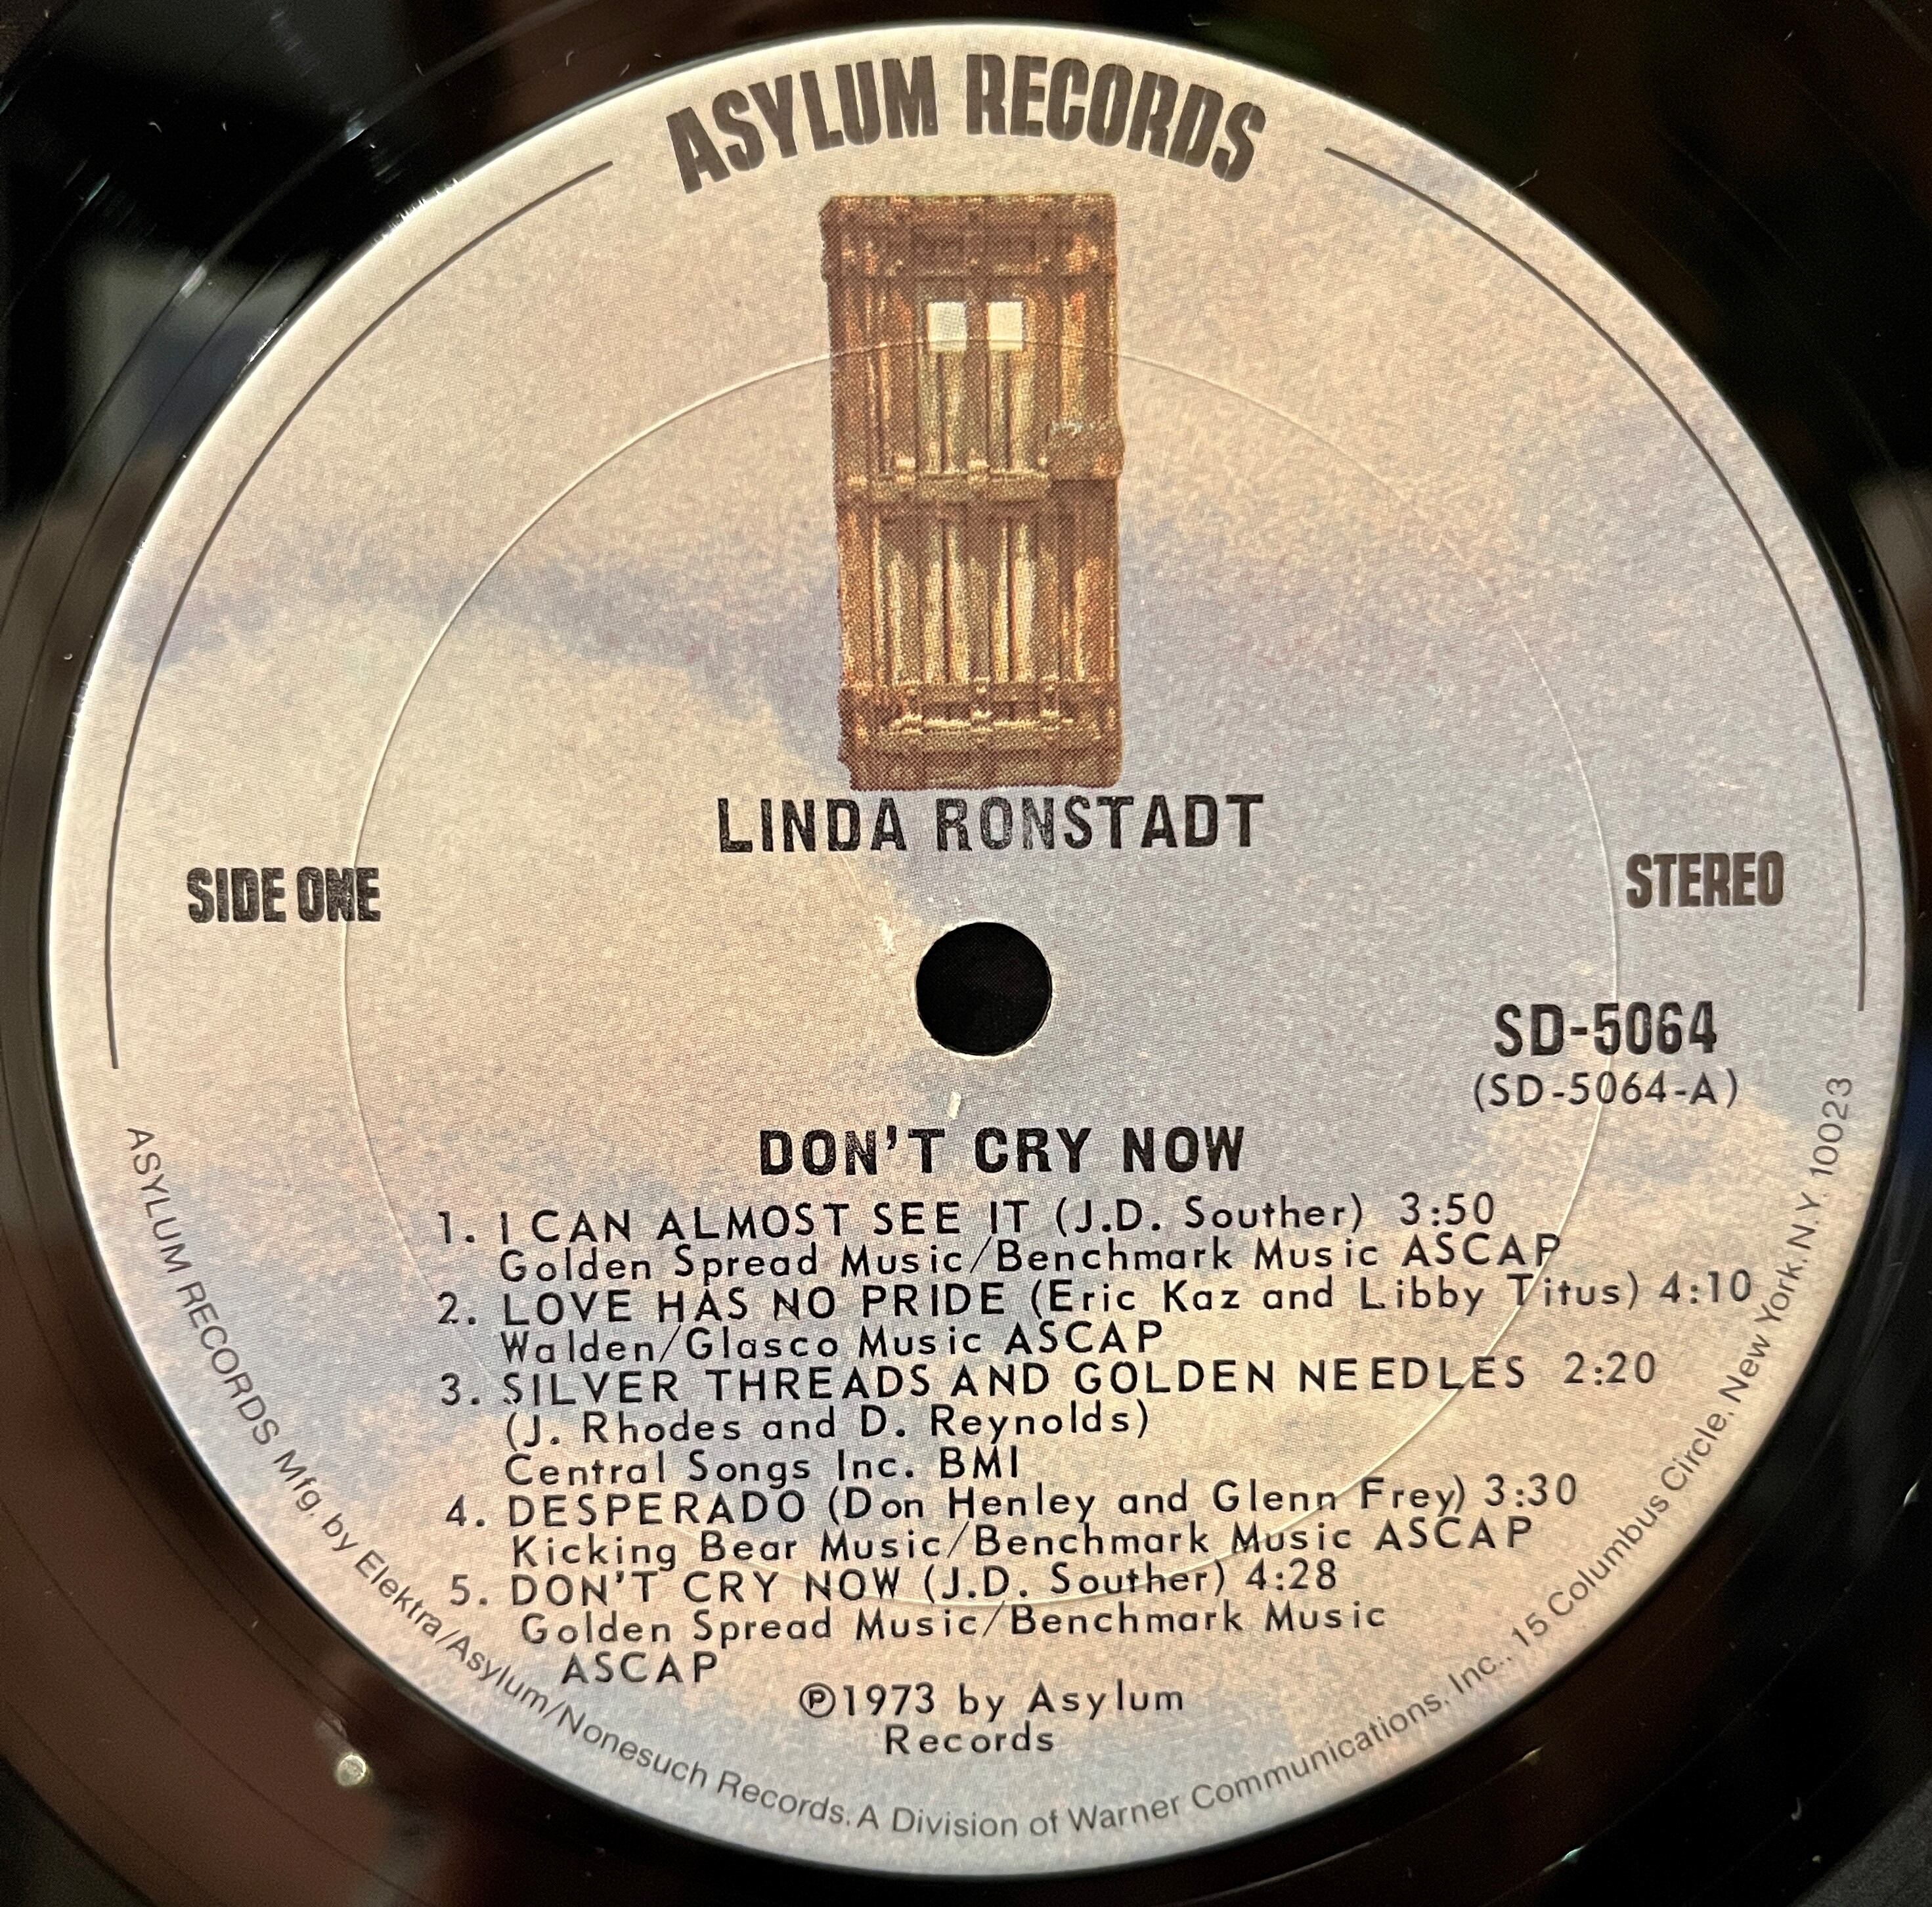 ASYLUM RECORDS
LINDA RONSTADT
SIDE ONE
STEREO
SD-5064
(SD-5064-A)
DON'T CRY NOW
1. I CAN ALMOST SEE IT (J.D. Souther) 3:50
Golden Spread Music/Benchmark Music ASCAP
2. LOVE HAS NO PRIDE (Eric Kaz and Libby Titus) 4:10
Walden/Glasco Music ASCAP
3. SILVER THREADS AND GOLDEN NEEDLES 2:20
(J. Rhodes and D. Reynolds)
Central Songs Inc. BMI
4. DESPERADO (Don Henley and Glenn Frey) 3:30
Kicking Bear Music/Benchmark Music ASCAP
5. DON'T CRY NOW (J.D. Souther) 4:28
Golden Spread Music/Benchmark Music
ASCAP
℗1973 by Asylum
Records
ASYLUM RECORDS Mfg. by Elektra/Asylum/Nonesuch Records. A Division of Warner Communications, Inc., 15 Columbus Circle, New York, N.Y. 10023